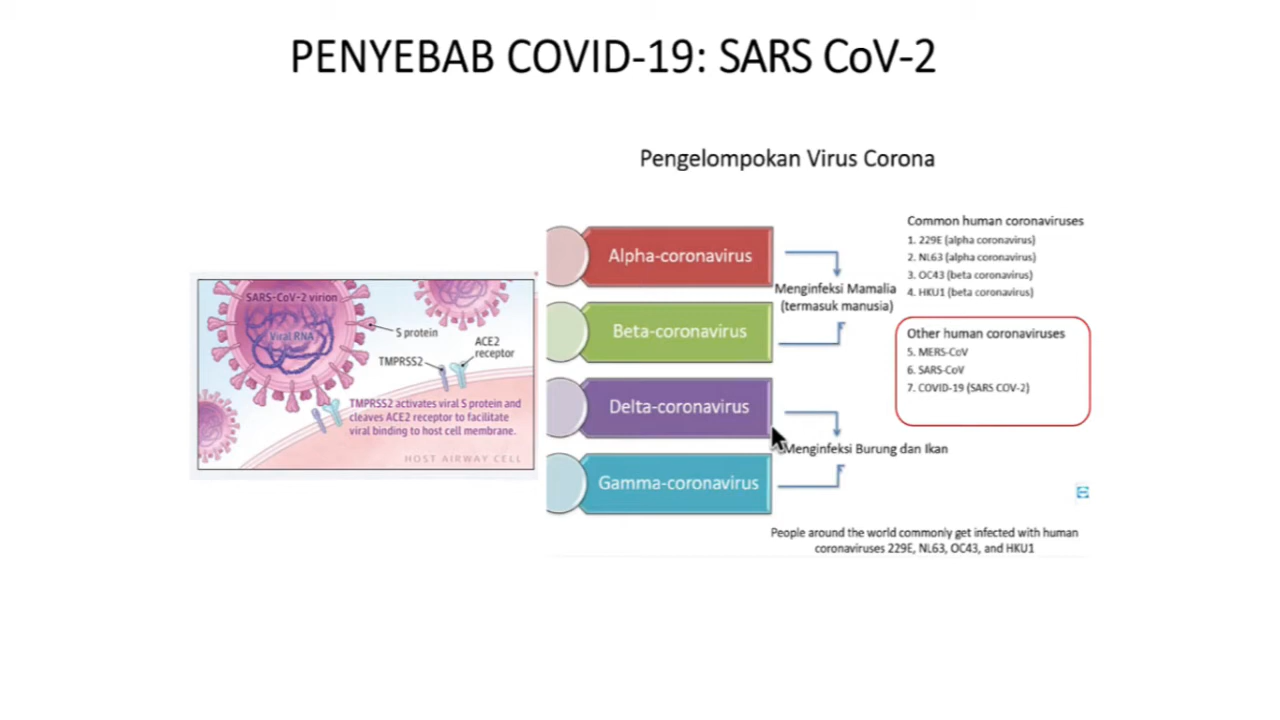 PENYEBAB COVID-19: SARS CoV-2
Pengelompokan Virus Corona
SARS-CoV-2 virion
Viral RNA
S protein
ACE2
receptor
TMPRSS2
TMPRSS2 activates viral S protein and
cleaves ACE2 receptor to facilitate
viral binding to host cell membrane.
HOST AIRWAY CELL
Alpha-coronavirus
Beta-coronavirus
Delta-coronavirus
Gamma-coronavirus
Menginfeksi Mamalia
(termasuk manusia)
Menginfeksi Burung dan Ikan
Common human coronaviruses
1. 229E (alpha coronavirus)
2. NL63 (alpha coronavirus)
3. OC43 (beta coronavirus)
4. HKU1 (beta coronavirus)
Other human coronaviruses
5. MERS-CoV
6. SARS-CoV
7. COVID-19 (SARS COV-2)
People around the world commonly get infected with human
coronaviruses 229E, NL63, OC43, and HKU1